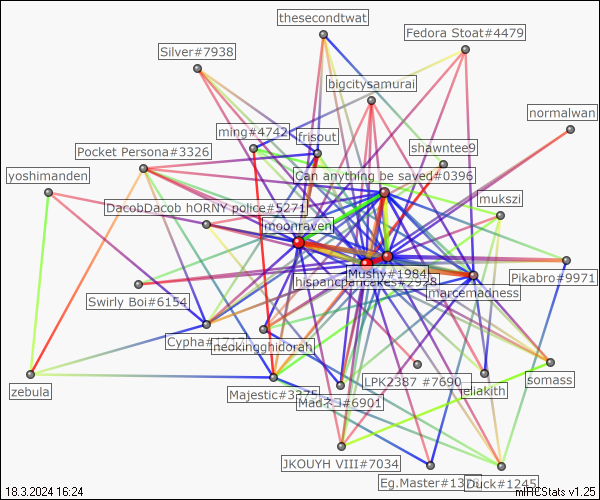 thesecondtwat
Fedora Stoat#4479
Silver#7938
bigcitysamurai
normalwan
ming#4742
frisout
shawntee9
Pocket Persona#3326
yoshimanden
Can anything be saved#0396
mukszi
DacobDacob hORNY police#5271
moonraven
Mushy#1984
hispancpancakes#2928
Pikabro#9971
marcemadness
Swirly Boi#6154
Cypha#1717
neokingghidorah
LPK2387 #7690
leliakith
somass
zebula
Majestic#3275
Madネコ#6901
JKOUYH VIII#7034
Eg.Master#13
Duck#1245
18.3.2024 16:24
mIRCStats v1.25